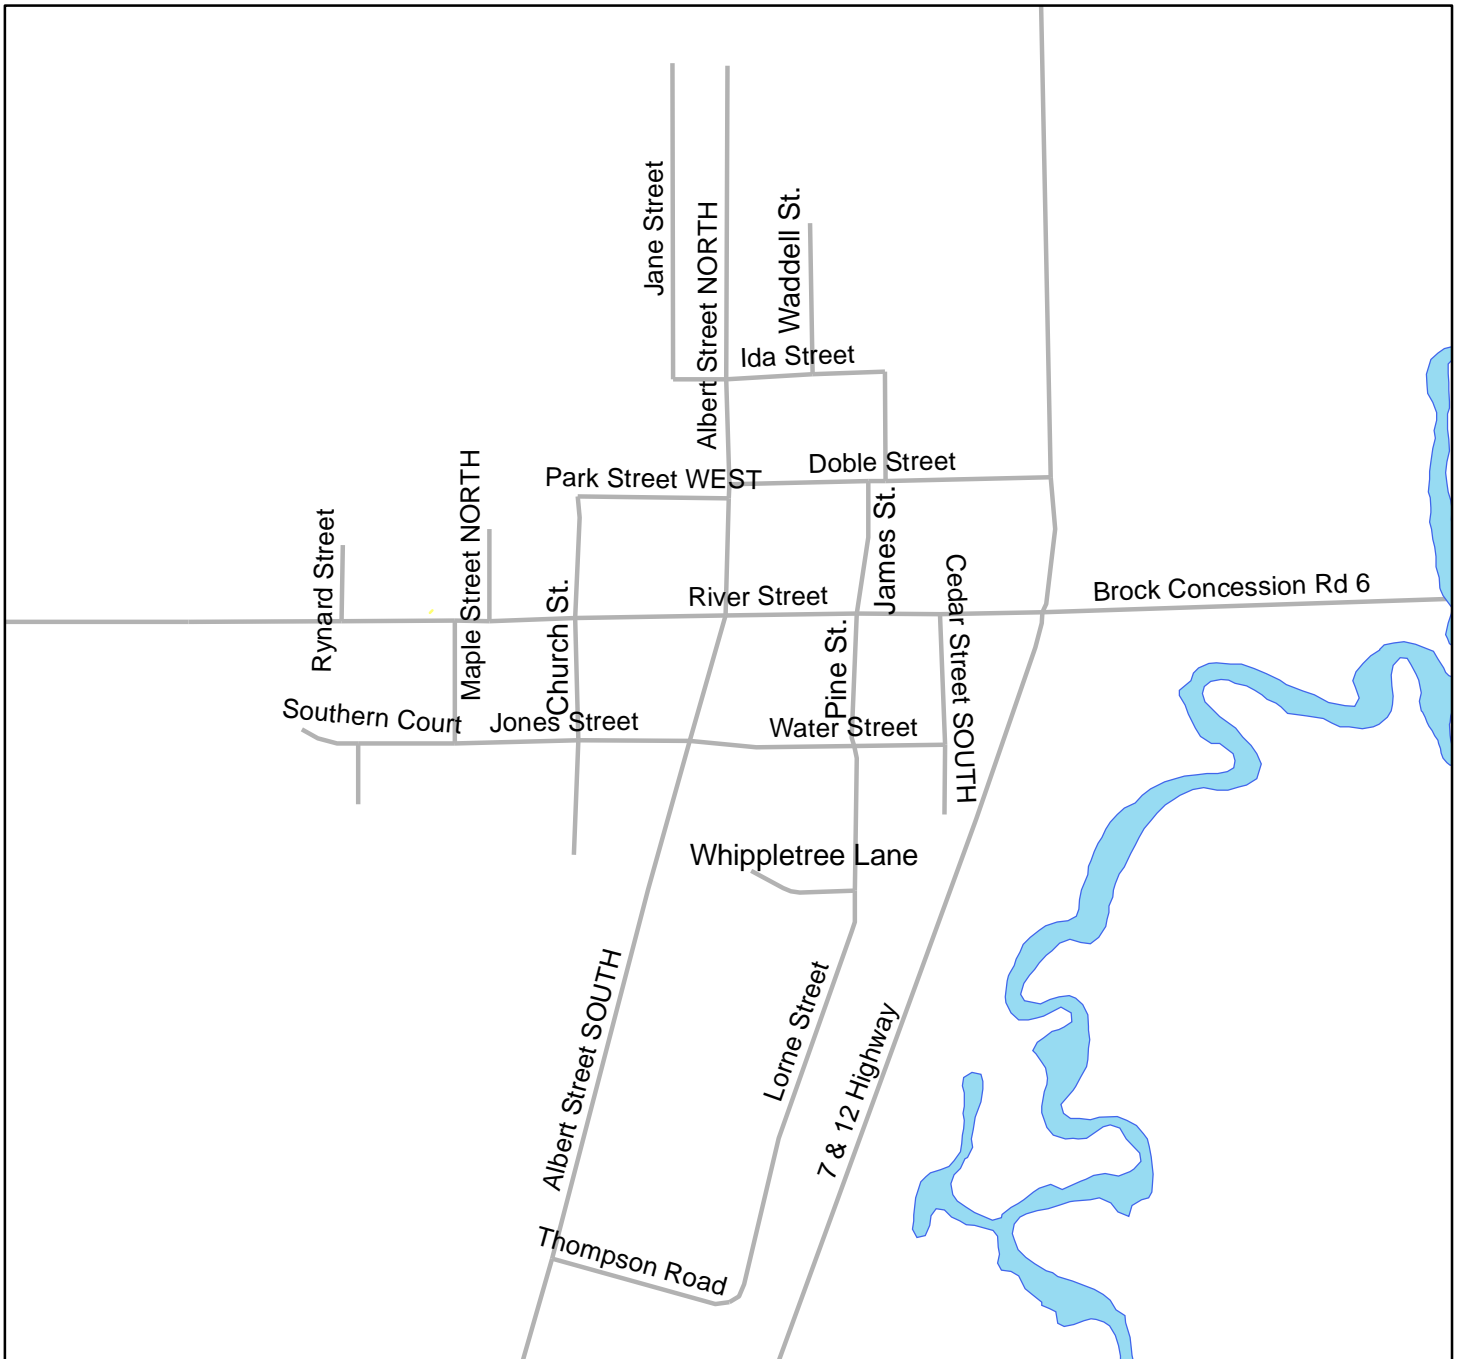 Jane Street
Albert Street NORTH
Waddell St.
Ida Street
Park Street WEST
Doble Street
Rynard Street
Maple Street NORTH
Church St.
River Street
James St.
Cedar Street SOUTH
Brock Concession Rd 6
Pine St.
Southern Court
Jones Street
Water Street
Whippletree Lane
Albert Street SOUTH
Lorne Street
7 & 12 Highway
Thompson Road